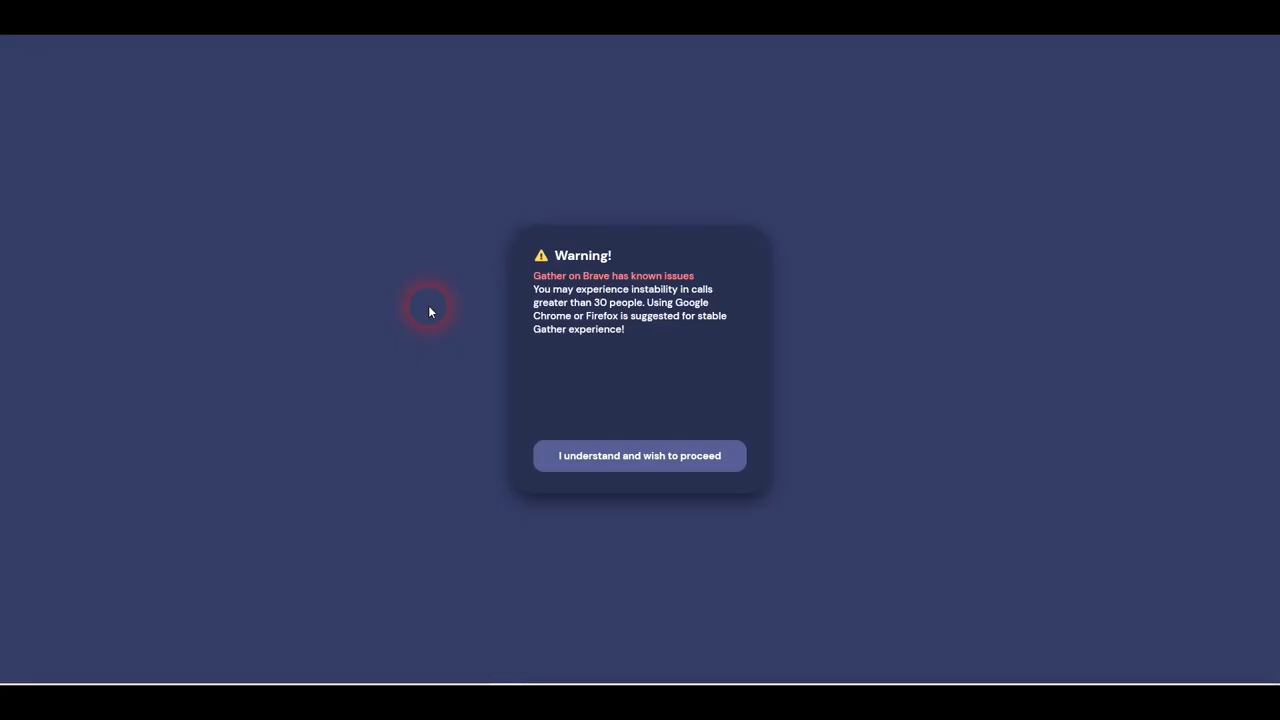 Warning!
Gather on Brave has known issues
You may experience instability in calls
greater than 30 people. Using Google
Chrome or Firefox is suggested for stable
Gather experience!
I understand and wish to proceed